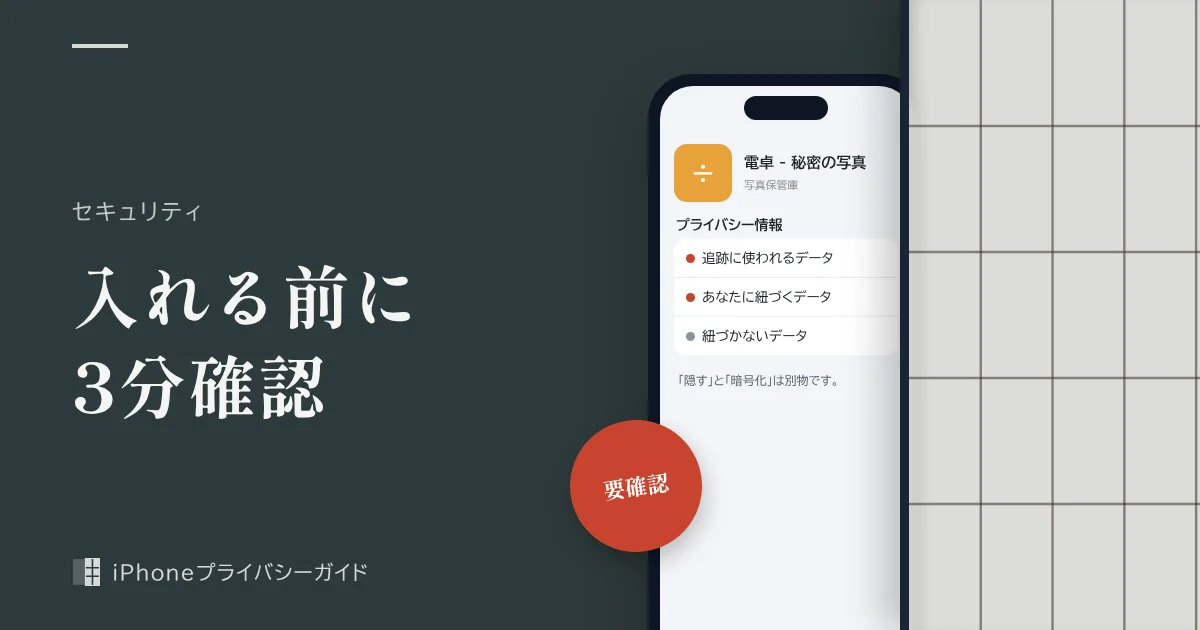 セキュリティ
入れる前に
3分確認
iPhoneプライバシーガイド
電卓 - 秘密の写真
写真保管庫
プライバシー情報
追跡に使われるデータ
あなたに紐づくデータ
紐づかないデータ
「隠す」と「暗号化」は別物です。
要確認